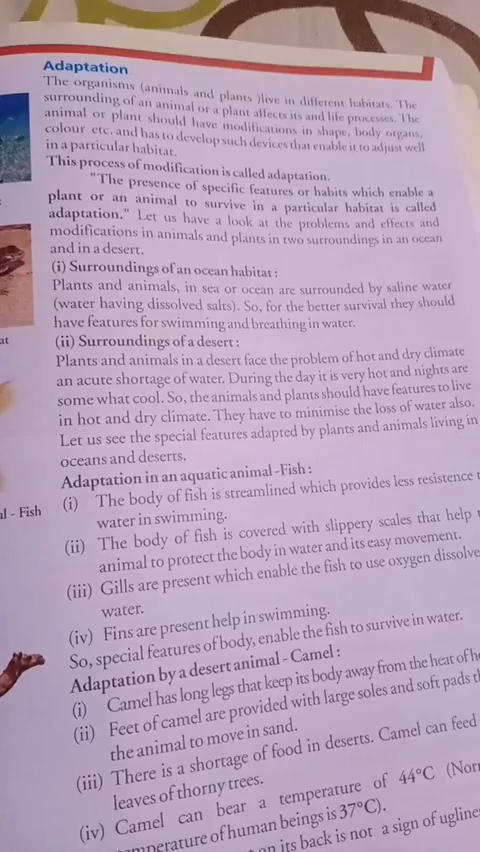 Adaptation
The organisms (animals and plants )live in different habitats. The
surrounding of an animal or a plant affects its and life processes. The
animal or plant should have modifications in shape, body organs,
colour etc. and has to develop such devices that enable it to adjust well
in a particular habitat.
This process of modification is called adaptation.
"The presence of specific features or habits which enable a
plant or an animal to survive in a particular habitat is called
adaptation." Let us have a look at the problems and effects and
modifications in animals and plants in two surroundings in an ocean
and in a desert.
(i) Surroundings of an ocean habitat :
Plants and animals, in sea or ocean are surrounded by saline water
(water having dissolved salts). So, for the better survival they should
have features for swimming and breathing in water.
at
(ii) Surroundings of a desert :
Plants and animals in a desert face the problem of hot and dry climate
an acute shortage of water. During the day it is very hot and nights are
some what cool. So, the animals and plants should have features to live
in hot and dry climate. They have to minimise the loss of water also.
Let us see the special features adapted by plants and animals living in
oceans and deserts.
Adaptation in an aquatic animal -Fish :
al - Fish
(i) The body of fish is streamlined which provides less resistence
water in swimming.
(ii) The body of fish is covered with slippery scales that help
animal to protect the body in water and its easy movement.
(iii) Gills are present which enable the fish to use oxygen dissolve
water.
(iv) Fins are present help in swimming.
So, special features of body, enable the fish to survive in water.
Adaptation by a desert animal - Camel :
(i) Camel has long legs that keep its body away from the heat of
(ii) Feet of camel are provided with large soles and soft pads
the animal to move in sand.
(iii) There is a shortage of food in deserts. Camel can feed
leaves of thorny trees.
(iv) Camel can bear a temperature of 44°C (Nor
temperature of human beings is 37°C).
on its back is not a sign of ugline